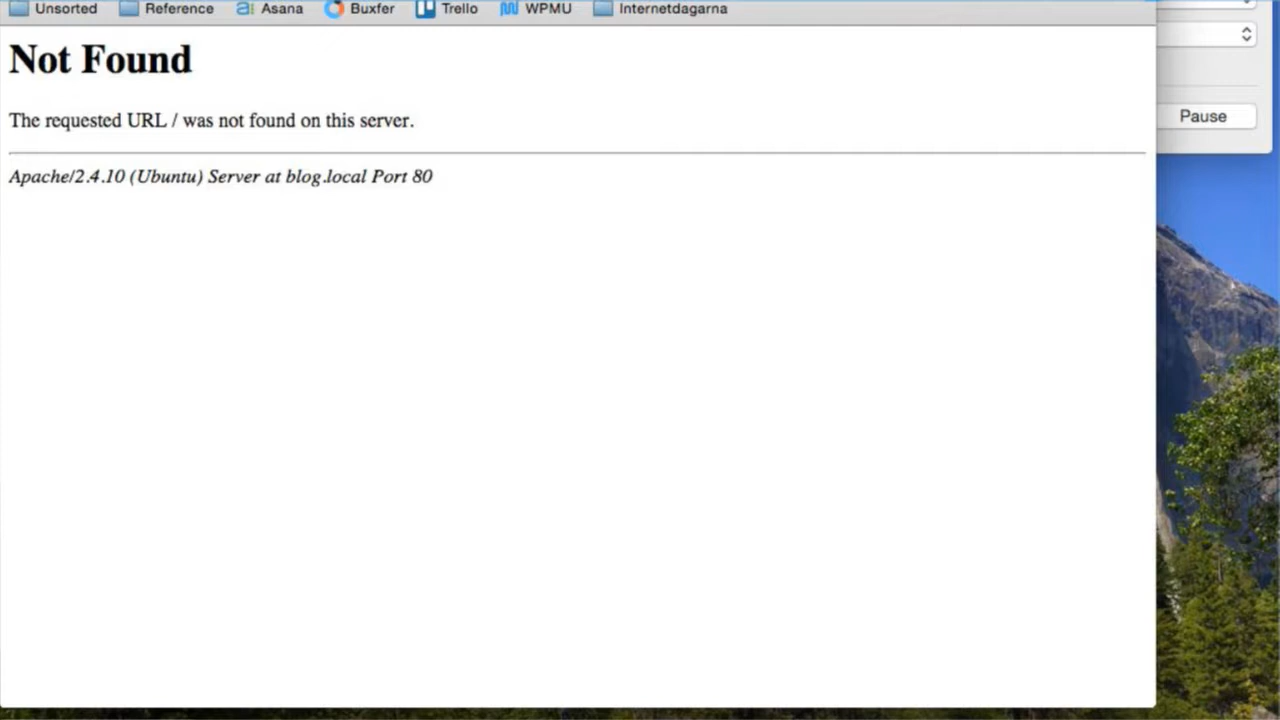 Unsorted Reference Asana Buxfer Trello WPMU Internetdagarna
Not Found
The requested URL / was not found on this server.
Apache/2.4.10 (Ubuntu) Server at blog.local Port 80
Pause